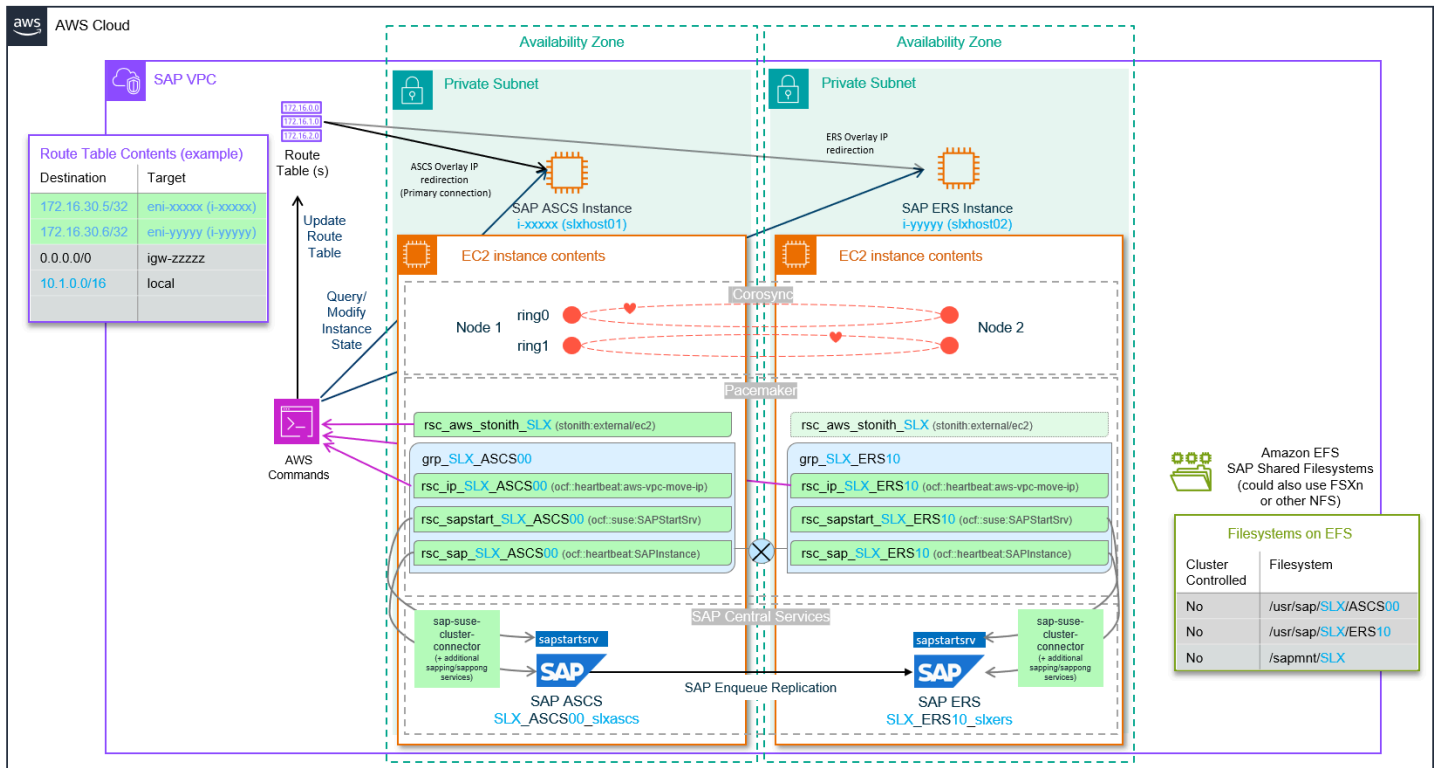 aws
AWS Cloud
Availability Zone
Availability Zone
SAP VPC
Private Subnet
Private Subnet
172.16.0.0
172.16.1.0
172.16.2.0
Route
Table (s)
Route Table Contents (example)
Destination Target
172.16.30.5/32 eni-xxxxx (i-xxxxx)
172.16.30.6/32 eni-yyyyy (i-yyyyy)
0.0.0.0/0 igw-zzzzz
10.1.0.0/16 local
ASCS Overlay IP
redirection
(Primary connection)
ERS Overlay IP
redirection
SAP ASCS Instance
i-xxxxx (slxhost01)
SAP ERS Instance
i-yyyyy (slxhost02)
Update
Route
Table
Query/
Modify
Instance
State
AWS
Commands
EC2 instance contents
EC2 instance contents
Corosync
Node 1
ring0
ring1
Node 2
Pacemaker
rsc_aws_stonith_SLX (stonith:external/ec2)
grp_SLX_ASCS00
rsc_ip_SLX_ASCS00 (ocf::heartbeat:aws-vpc-move-ip)
rsc_sapstart_SLX_ASCS00 (ocf::suse:SAPStartSrv)
rsc_sap_SLX_ASCS00 (ocf::heartbeat:SAPInstance)
rsc_aws_stonith_SLX (stonith:external/ec2)
grp_SLX_ERS10
rsc_ip_SLX_ERS10 (ocf::heartbeat:aws-vpc-move-ip)
rsc_sapstart_SLX_ERS10 (ocf::suse:SAPStartSrv)
rsc_sap_SLX_ERS10 (ocf::heartbeat:SAPInstance)
SAP Central Services
sap-suse-
cluster-
connector
(+ additional
sapping/sappong
services)
sapstartsrv
SAP
SAP ASCS
SLX_ASCS00_slxascs
SAP Enqueue Replication
sapstartsrv
SAP
SAP ERS
SLX_ERS10_slxers
sap-suse-
cluster-
connector
(+ additional
sapping/sappong
services)
Amazon EFS
SAP Shared Filesystems
(could also use FSXn
or other NFS)
Filesystems on EFS
Cluster
Controlled Filesystem
No /usr/sap/SLX/ASCS00
No /usr/sap/SLX/ERS10
No /sapmnt/SLX